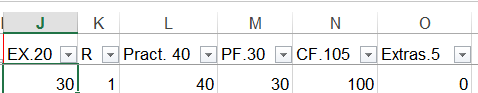 J K L M N O
EX.20 R Pract. 40 PF.30 CF.105 Extras.5
30 1 40 30 100 0